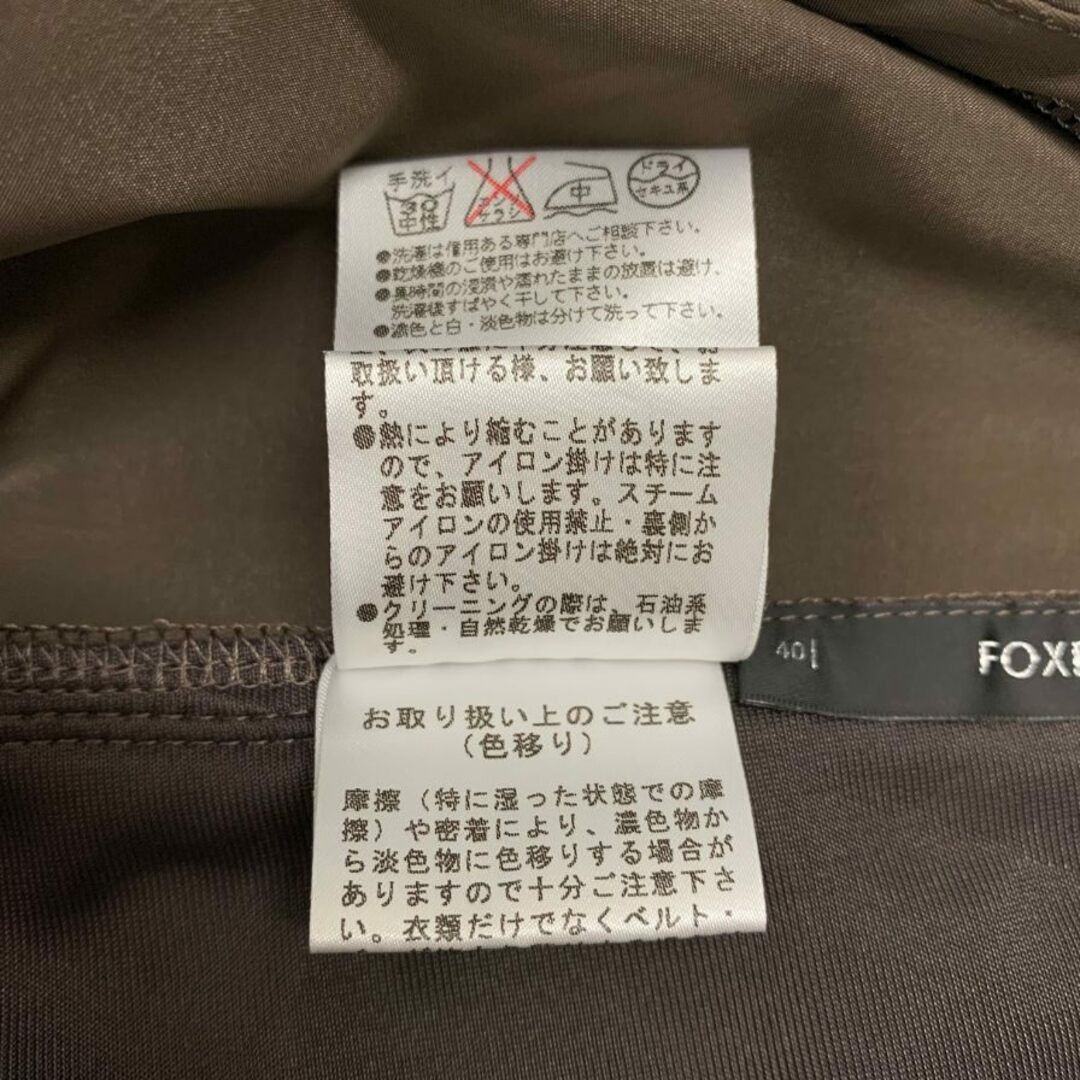 手洗イ
30
中性
エンソ
サラシ
中
ドライ
セキユ系
●洗濯は信用ある専門店へご相談下さい。
●乾燥機のご使用はお避け下さい。
●長時間の浸漬や濡れたままの放置は避け、
洗濯後すばやく干して下さい。
●濃色と白・淡色物は分けて洗って下さい。
取扱い頂ける様、お願い致しま
す。
●熱により縮むことがあります
ので、アイロン掛けは特に注
意をお願いします。スチーム
アイロンの使用禁止・裏側か
らのアイロン掛けは絶対にお
避け下さい。
●クリーニングの際は、石油系
処理・自然乾燥でお願いしま
す。
40
FOXE
お取り扱い上のご注意
(色移り)
摩擦(特に湿った状態での摩
擦)や密着により、濃色物か
ら淡色物に色移りする場合が
ありますので十分ご注意下さ
い。衣類だけでなくベルト・